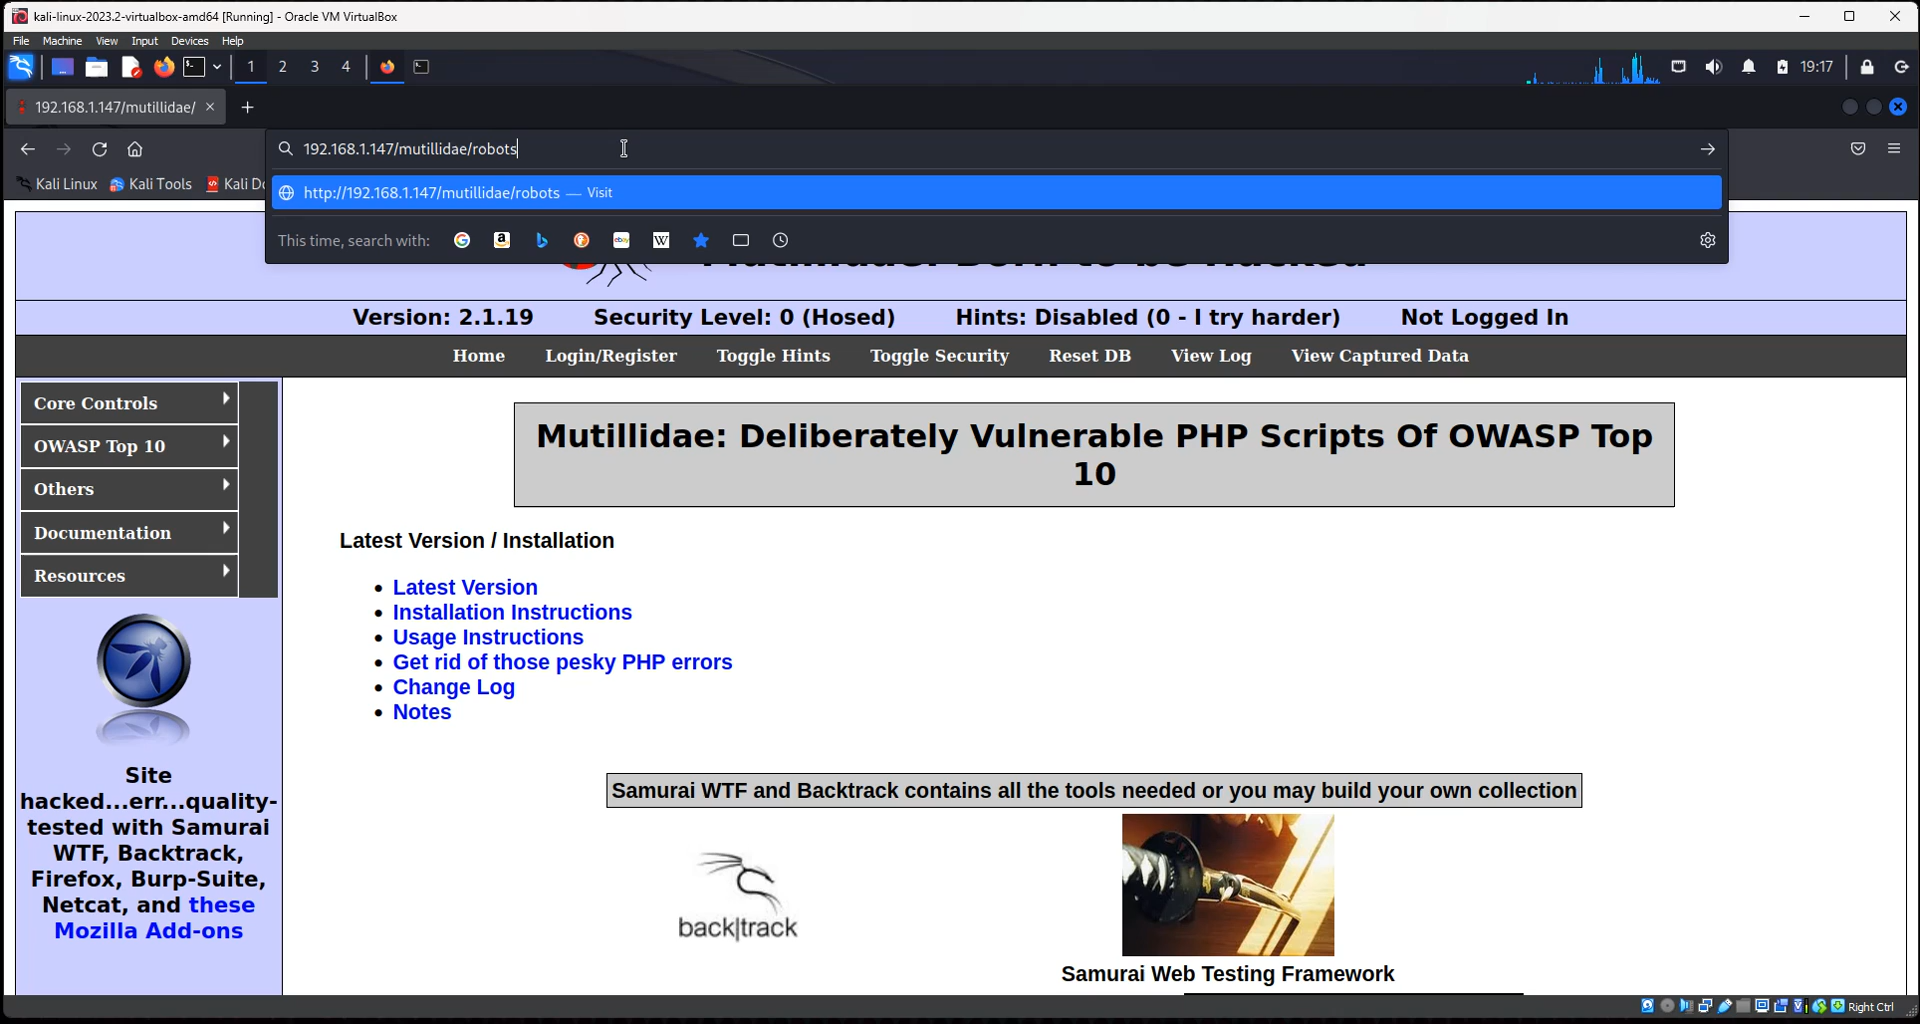 kali-linux-2023.2-virtualbox-amd64 [Running] - Oracle VM VirtualBox
File Machine View Input Devices Help
1 2 3 4 19:17
192.168.1.147/mutillidae/
192.168.1.147/mutillidae/robots
Kali Linux Kali Tools Kali Do
http://192.168.1.147/mutillidae/robots — Visit
This time, search with:
Mutillidae: Born to be Hacked
Version: 2.1.19 Security Level: 0 (Hosed) Hints: Disabled (0 - I try harder) Not Logged In
Home Login/Register Toggle Hints Toggle Security Reset DB View Log View Captured Data
Core Controls
OWASP Top 10
Others
Documentation
Resources
Site
hacked...err...quality-
tested with Samurai
WTF, Backtrack,
Firefox, Burp-Suite,
Netcat, and these
Mozilla Add-ons
Mutillidae: Deliberately Vulnerable PHP Scripts Of OWASP Top
10
Latest Version / Installation
Latest Version
Installation Instructions
Usage Instructions
Get rid of those pesky PHP errors
Change Log
Notes
Samurai WTF and Backtrack contains all the tools needed or you may build your own collection
back|track
Samurai Web Testing Framework
Right Ctrl